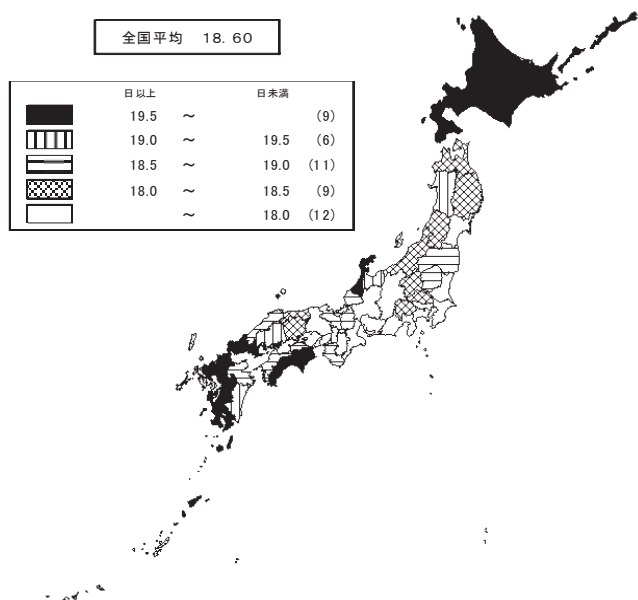 全国平均 18.60
日以上 日未満
19.5 ～ (9)
19.0 ～ 19.5 (6)
18.5 ～ 19.0 (11)
18.0 ～ 18.5 (9)
～ 18.0 (12)